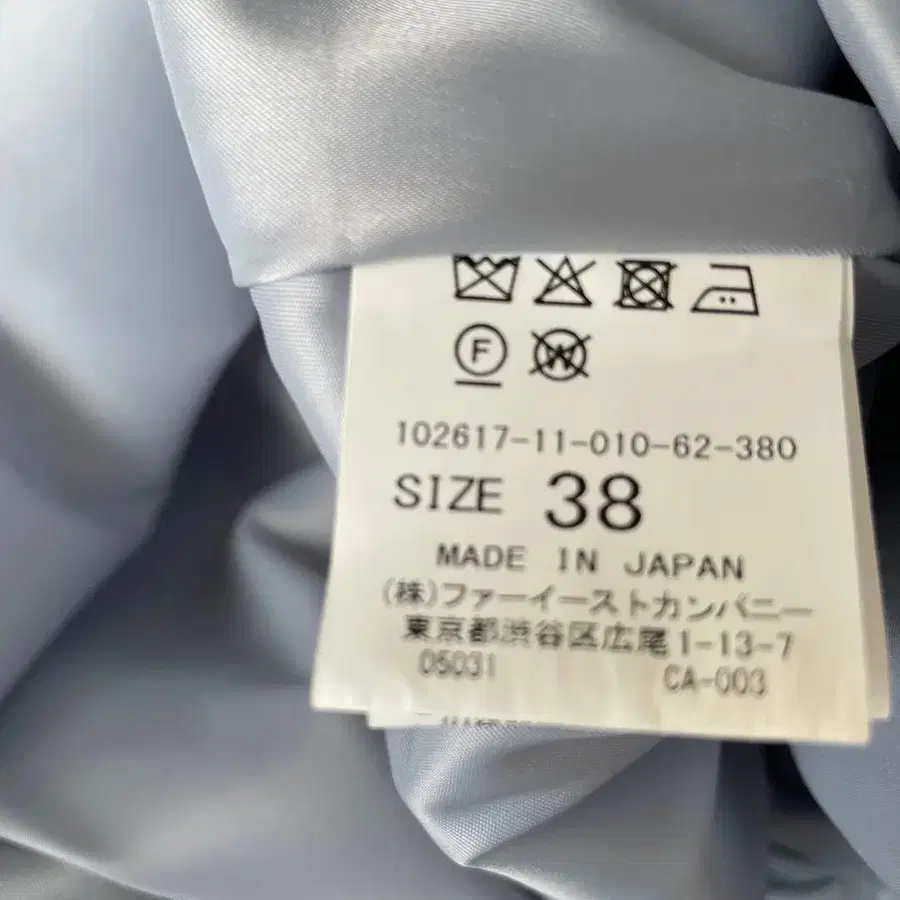 F W
102617-11-010-62-380
SIZE 38
MADE IN JAPAN
(株)ファーイーストカンパニー
東京都渋谷区広尾1-13-7
05031 CA-003